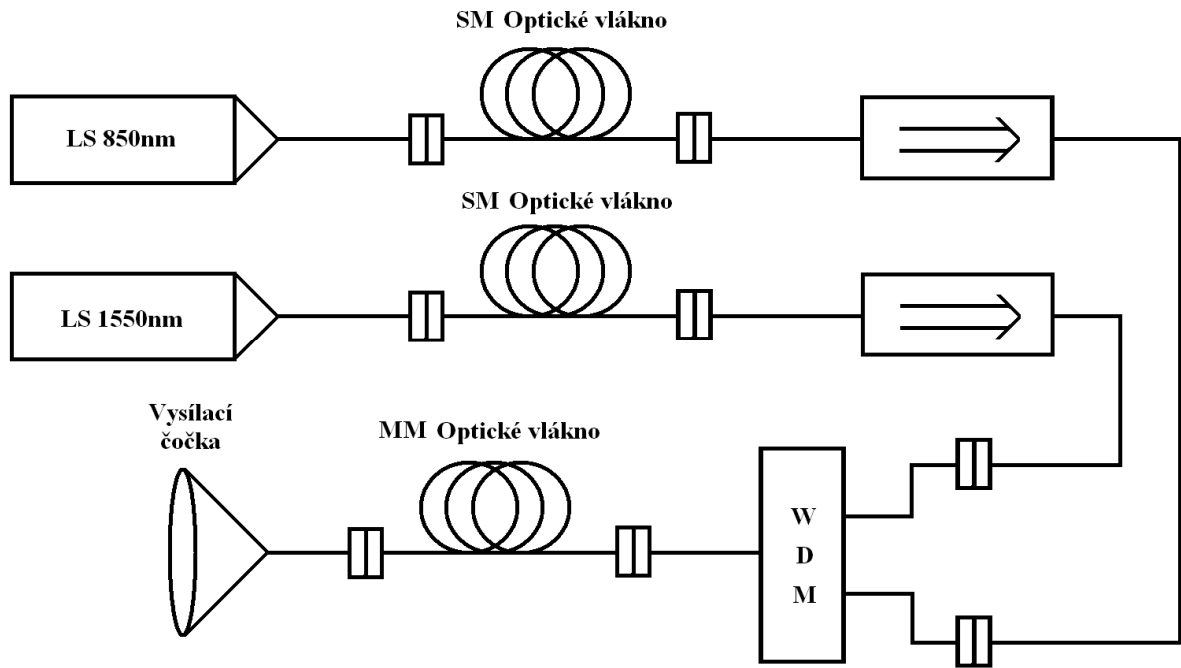 SM Optické vlákno
LS 850nm
SM Optické vlákno
LS 1550nm
Vysílací
čočka
MM Optické vlákno
W
D
M